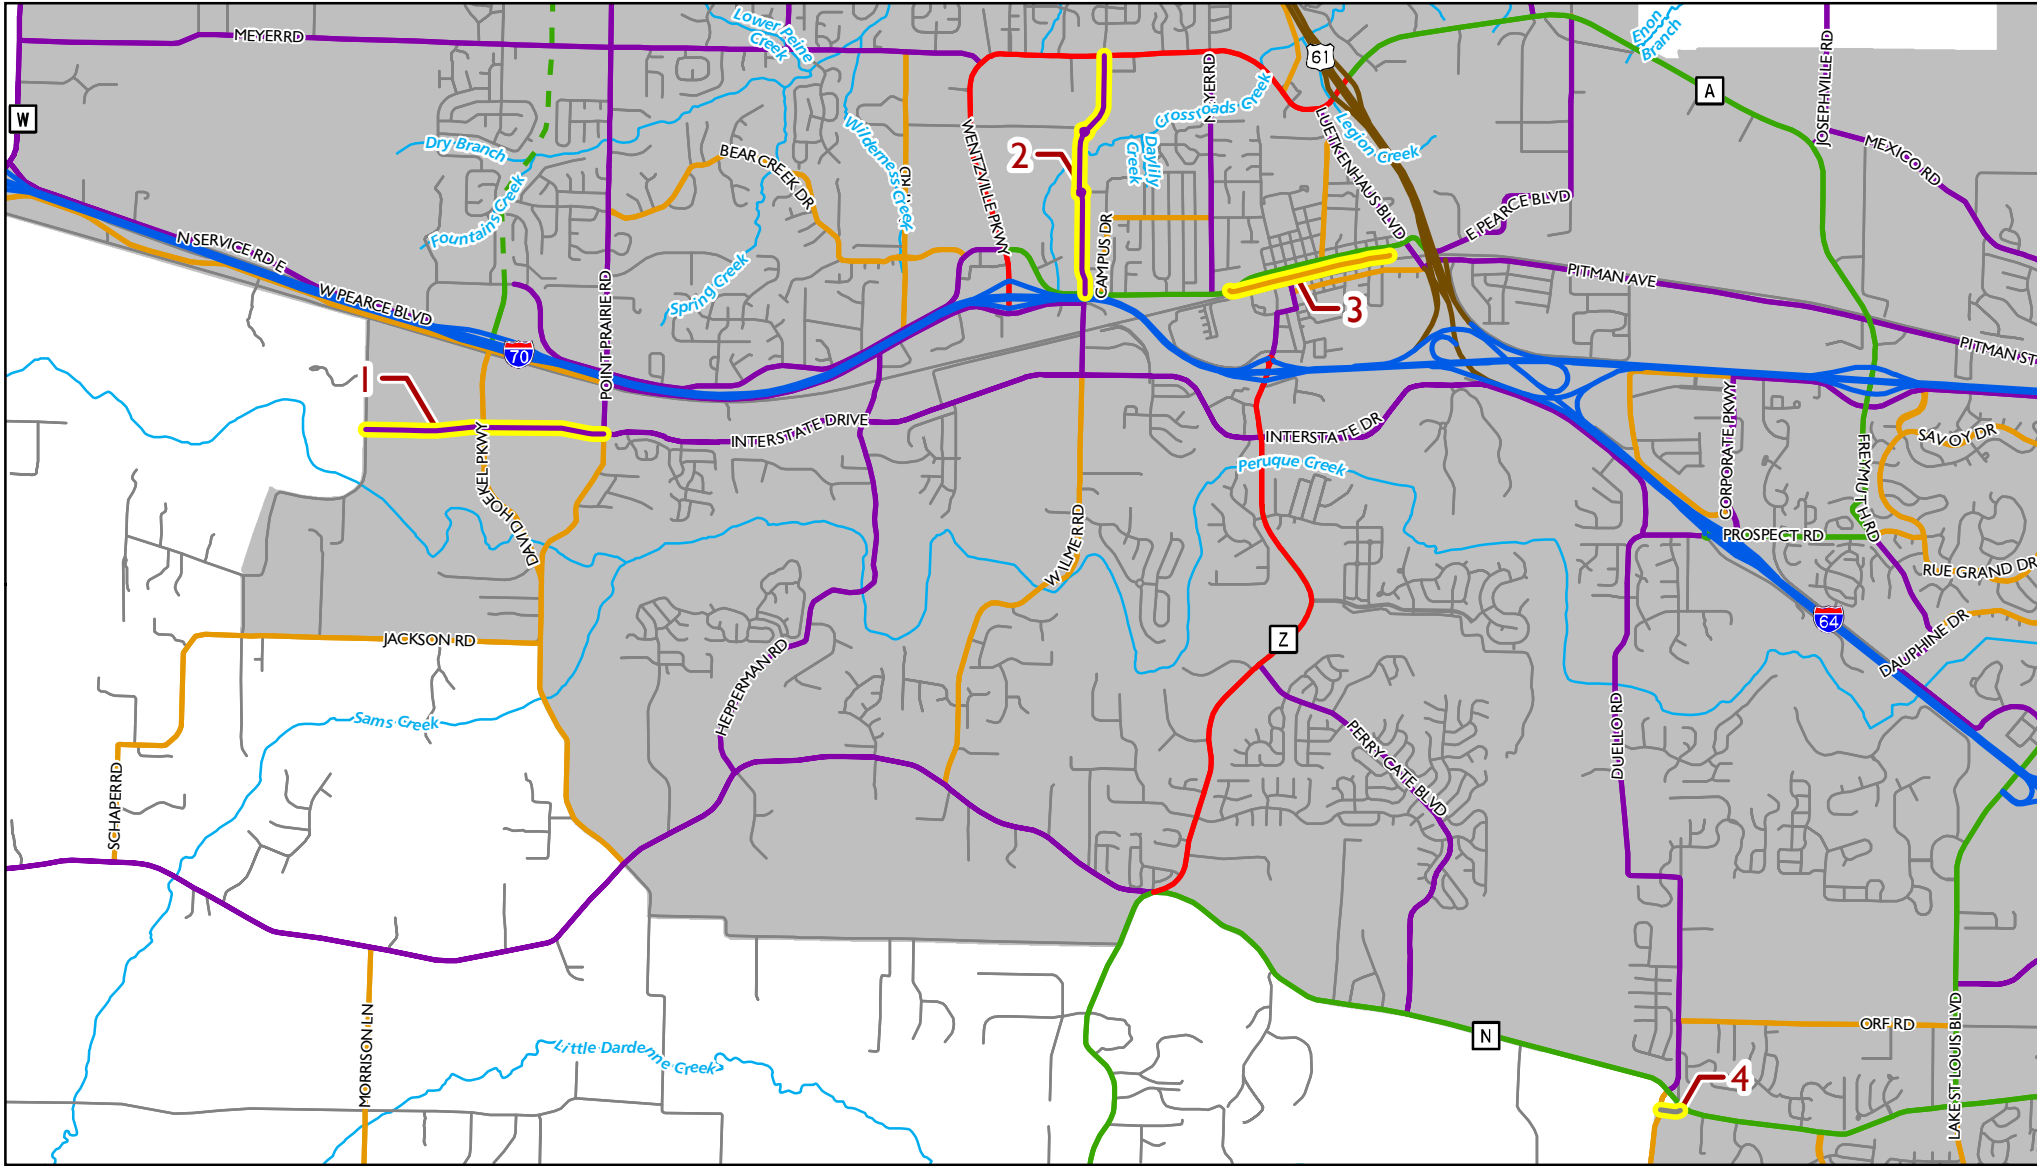 Lower Peine
Creek
Enon
Branch
MEYER RD
61
JOSEPHVILLE RD
A
W
N MEYER RD
Crossroads Creek
LUETKENHAUS BLVD
Legion Creek
WENTZVILLE PKWY
Wilderness Creek
RD
Dry Branch
BEAR CREEK DR
2
Daylily
Creek
MEXICO RD
Fountains Creek
E PEARCE BLVD
CAMPUS DR
N SERVICE RD E
W PEARCE BLVD
Spring Creek
POINT PRAIRIE RD
PITMAN AVE
3
PITMAN ST
70
1
INTERSTATE DRIVE
INTERSTATE DR
CORPORATE PKWY
SAVOY DR
FREYMUTH RD
DAVID HOEKEL PKWY
Peruque Creek
WILMER RD
PROSPECT RD
RUE GRAND DR
64
DAUPHINE DR
JACKSON RD
Z
HEPPERMAN RD
Sams Creek
PERRY CATE BLVD
DUELLO RD
SCHAPER RD
MORRISON LN
Little Dardenne Creek
N
ORF RD
LAKE ST LOUIS BLVD
4